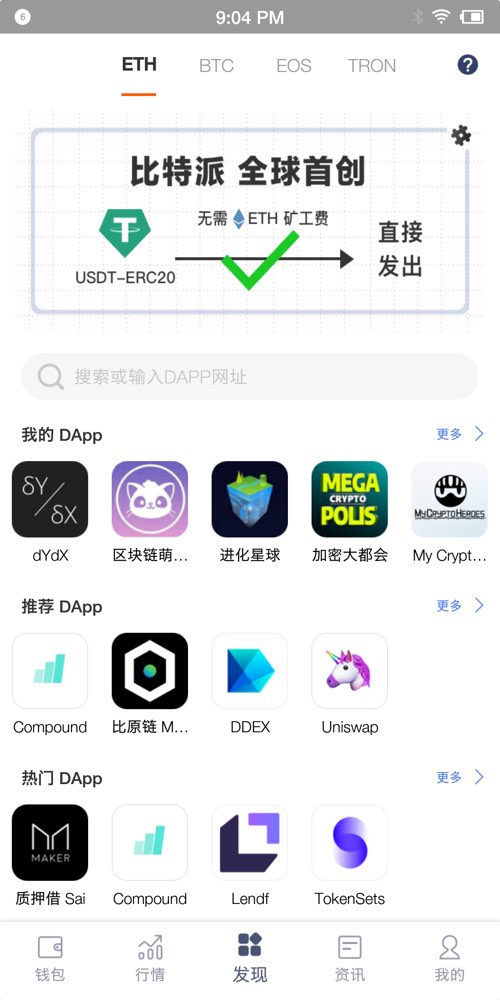 6
9:04 PM
ETH
BTC
EOS
TRON
?
比特派 全球首创
无需 ETH 矿工费
USDT-ERC20
直接
发出
搜索或输入DAPP网址
我的 DApp
更多
δY/δX
MEGA
CRYPTO
POLIS
MYCRYPTOHEROES
dYdX
区块链萌...
进化星球
加密大都会
My Crypt...
推荐 DApp
更多
Compound
比原链 M...
DDEX
Uniswap
热门 DApp
更多
MAKER
质押借 Sai
Compound
Lendf
TokenSets
钱包
行情
发现
资讯
我的